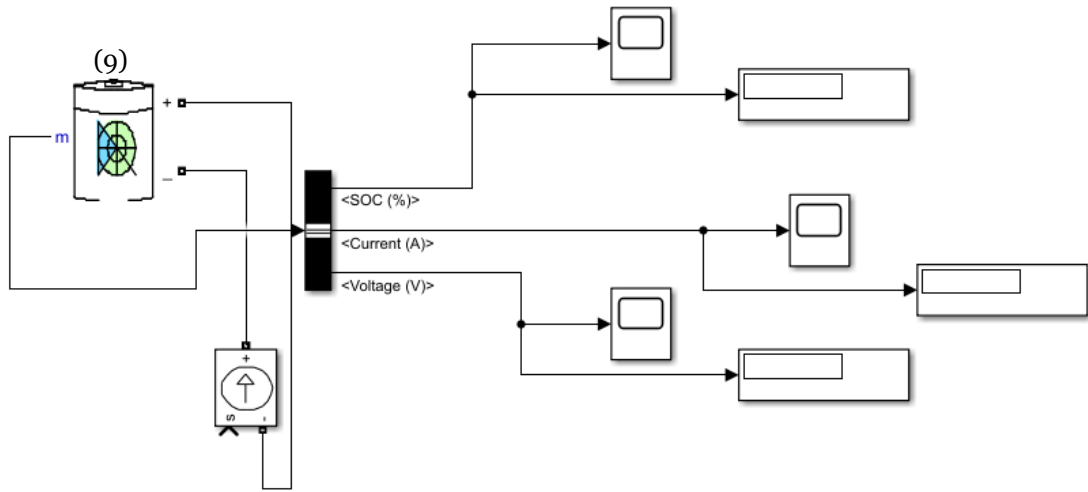 (9)
+
m
_
<SOC (%)>
<Current (A)>
<Voltage (V)>
+
s
-